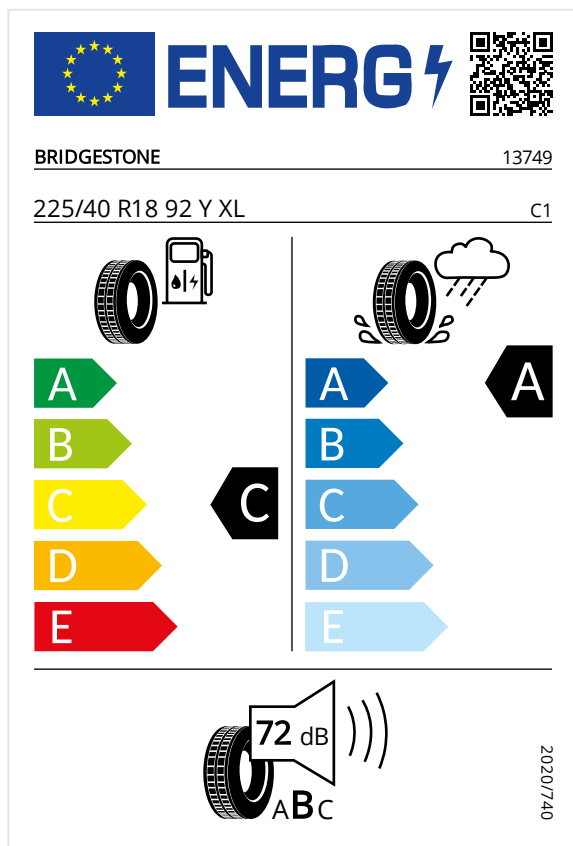 ENERG
BRIDGESTONE 13749
225/40 R18 92 Y XL C1
A A A
B B
C C C
D D
E E
72 dB
ABC
2020/740